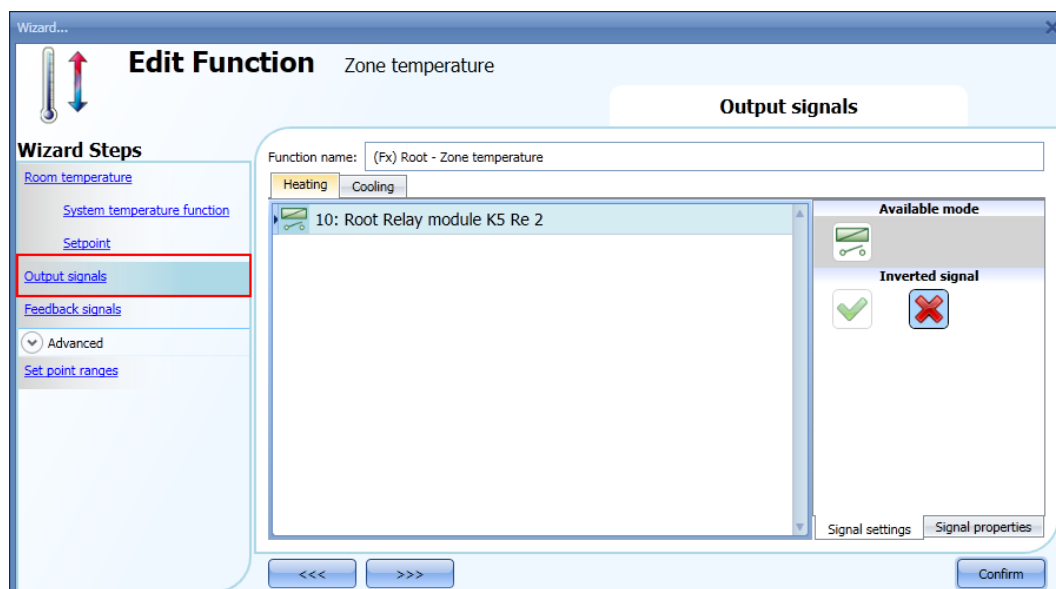 Wizard...
Edit Function Zone temperature
Output signals
Wizard Steps
Room temperature
System temperature function
Setpoint
Output signals
Feedback signals
Advanced
Set point ranges
Function name: (Fx) Root - Zone temperature
Heating Cooling
10: Root Relay module K5 Re 2
Available mode
Inverted signal
Signal settings Signal properties
<<< >>> Confirm